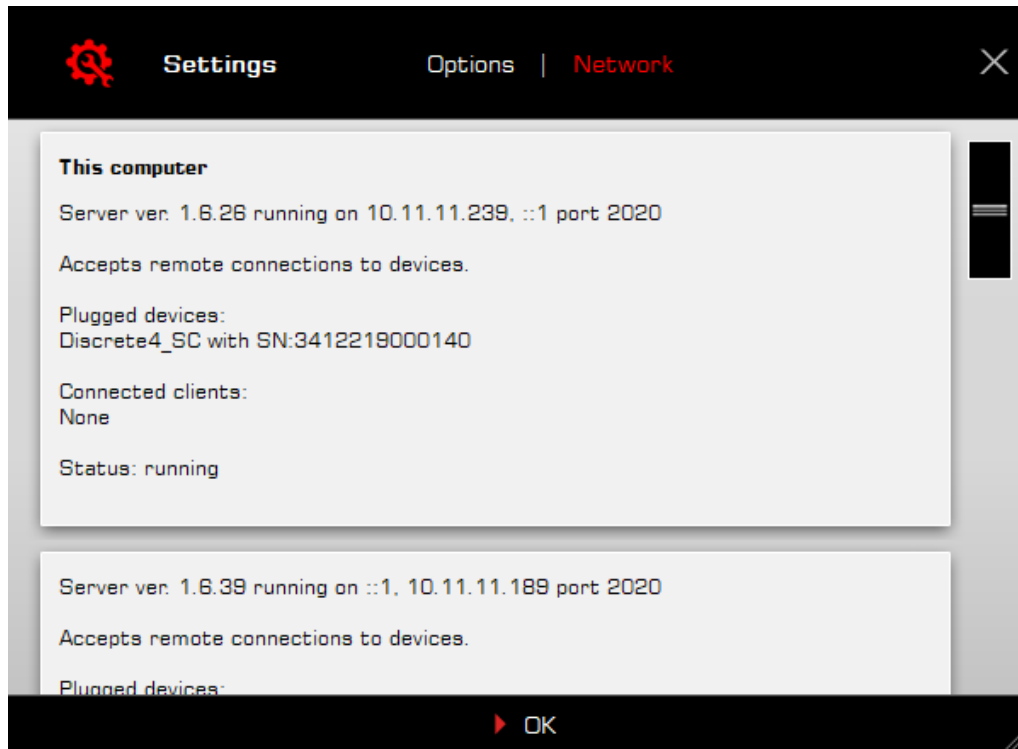 Settings
Options | Network
This computer
Server ver. 1.6.26 running on 10.11.11.239, ::1 port 2020
Accepts remote connections to devices.
Plugged devices:
Discrete4_SC with SN:3412219000140
Connected clients:
None
Status: running
Server ver. 1.6.39 running on ::1, 10.11.11.189 port 2020
Accepts remote connections to devices.
Plugged devices:
OK